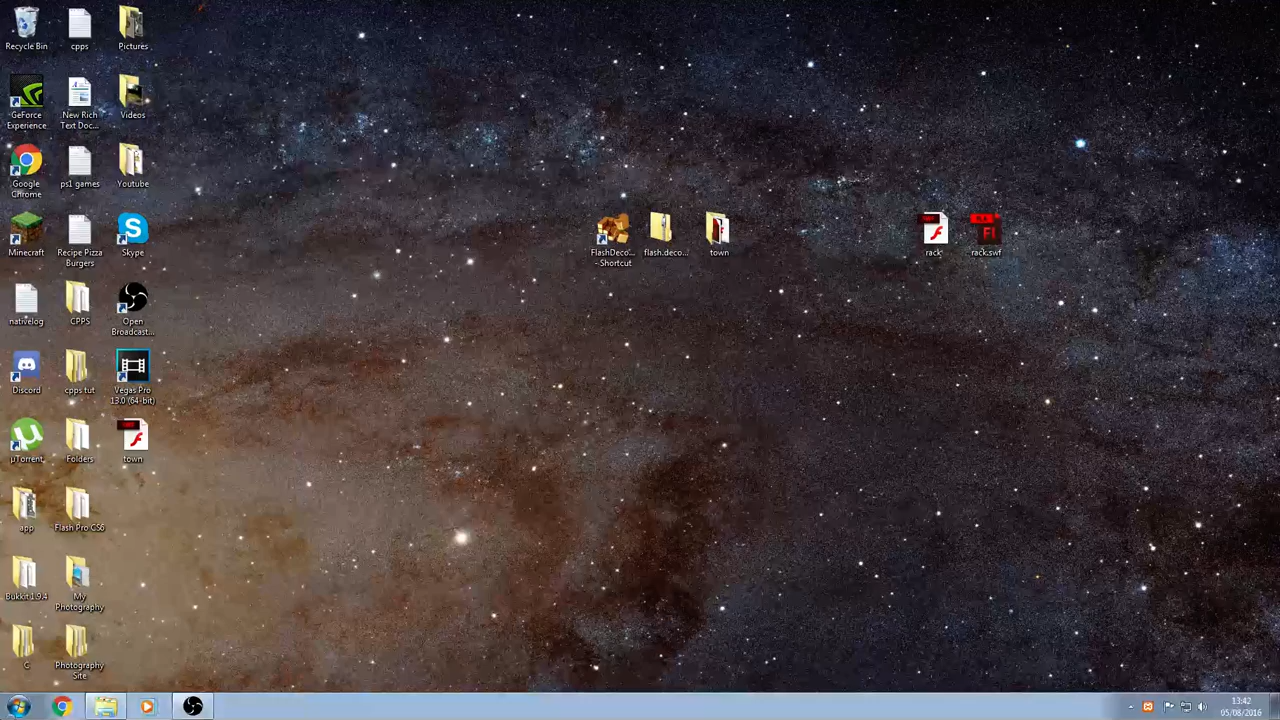 Recycle Bin
cpps
Pictures
GeForce
Experience
New Rich
Text Doc...
Videos
Google
Chrome
ps1 games
Youtube
Minecraft
Recipe Pizza
Burgers
Skype
FlashDeco...
- Shortcut
flash.deco...
town
rack
rack.swf
nativelog
CPPS
Open
Broadcast...
Discord
cpps tut
Vegas Pro
13.0 (64-bit)
µTorrent
Folders
town
app
Flash Pro CS6
Bukkit 1.9.4
My
Photography
C
Photography
Site
13:42
05/08/2016